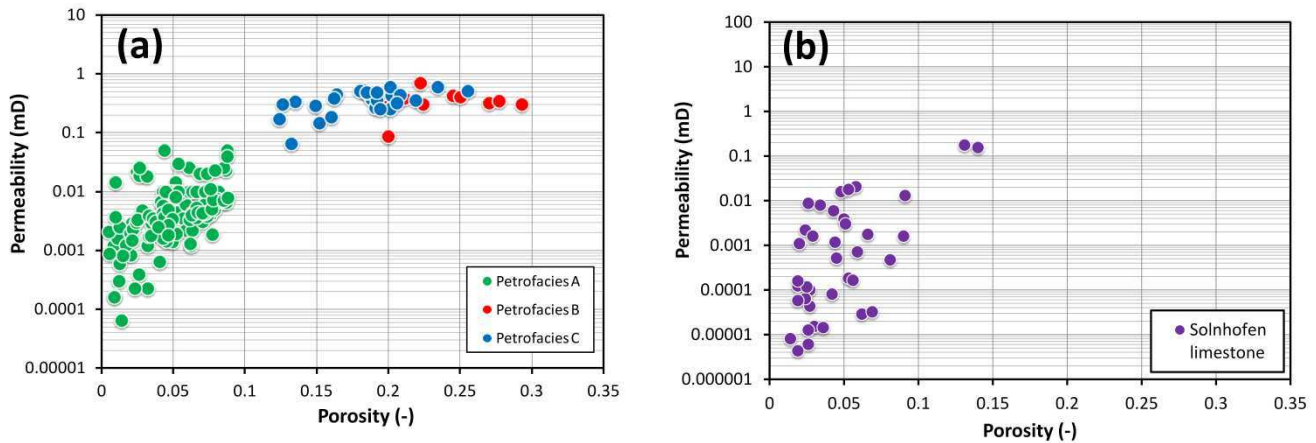 (a)
Permeability (mD)
10
1
0.1
0.01
0.001
0.0001
0.00001
0
0.05
0.1
0.15
0.2
0.25
0.3
0.35
Porosity (-)
Petrofacies A
Petrofacies B
Petrofacies C
(b)
Permeability (mD)
100
10
1
0.1
0.01
0.001
0.0001
0.00001
0.000001
0
0.05
0.1
0.15
0.2
0.25
0.3
0.35
Porosity (-)
Solnhofen
limestone